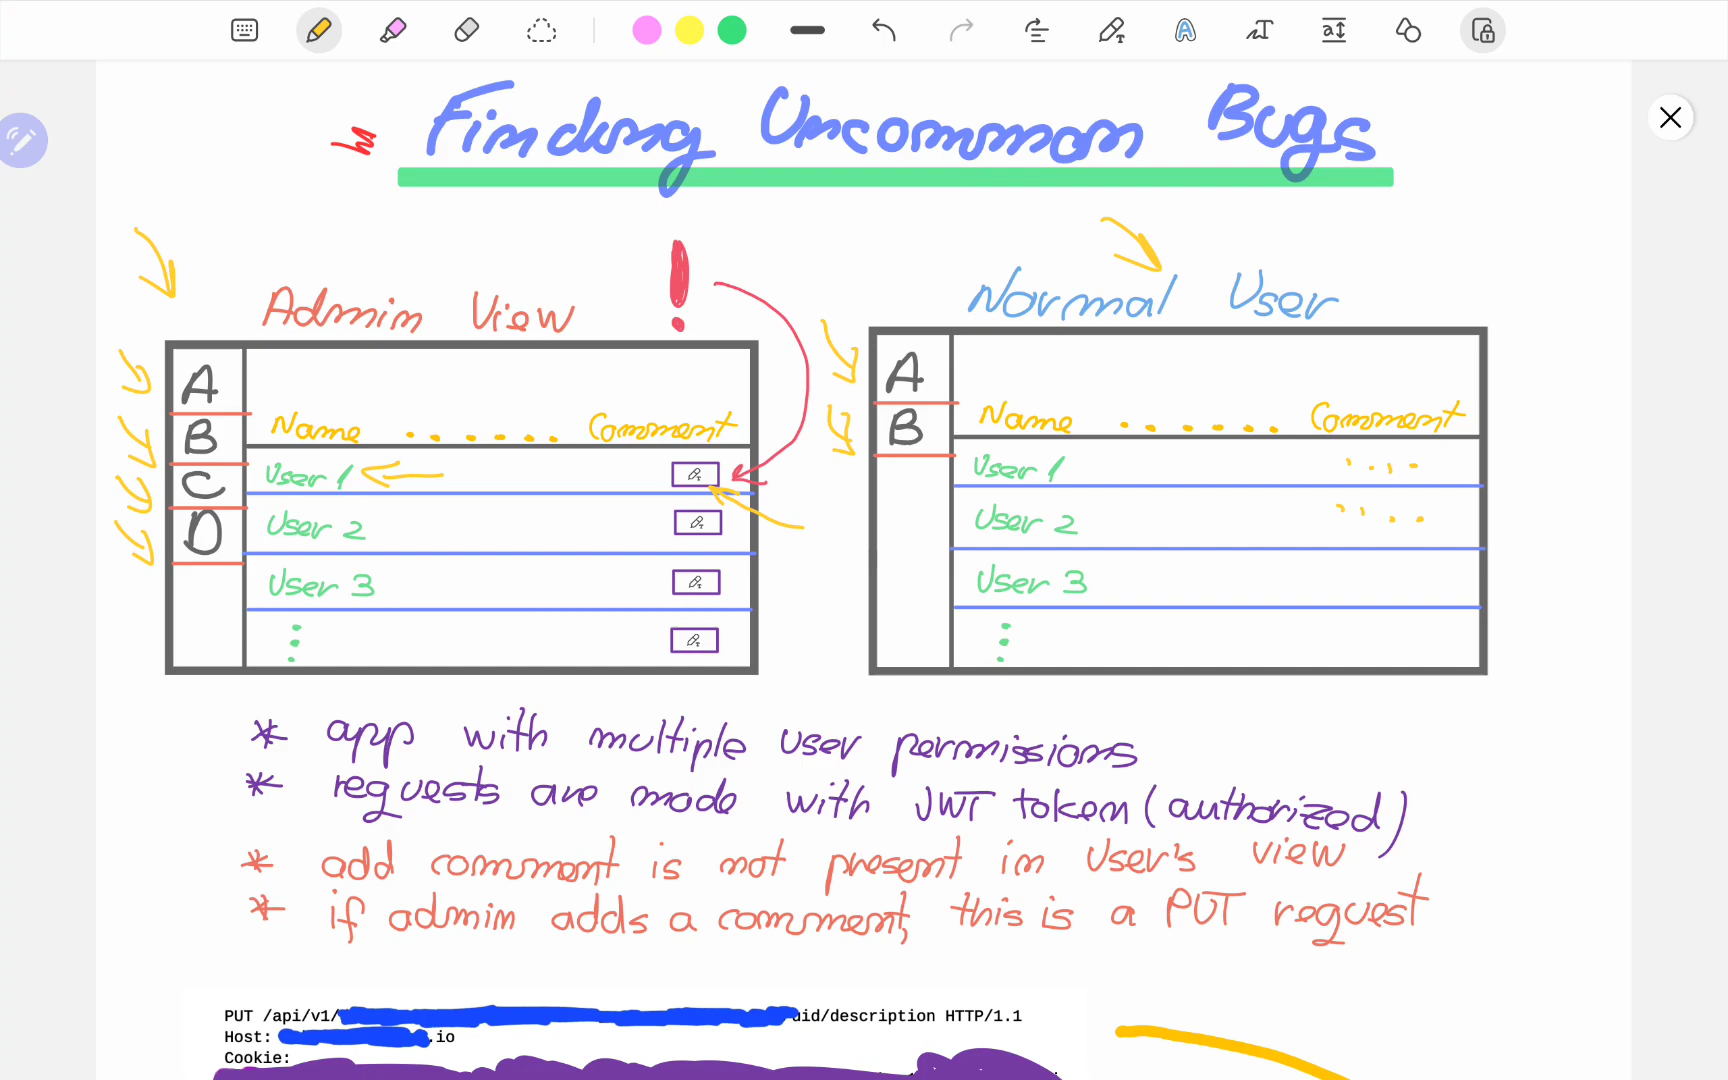 Finding Uncommon Bugs
Admin View !
Normal User
A
B
C
D
Name ...... Comment
User 1
User 2
User 3
A
B
Name ...... Comment
User 1 ....
User 2 ....
User 3
* app with multiple user permissions
* requests are made with JWT token (authorized)
* add comment is not present in User's view
* if admin adds a comment, this is a PUT request
PUT /api/v1/ uid/description HTTP/1.1
Host: .io
Cookie: